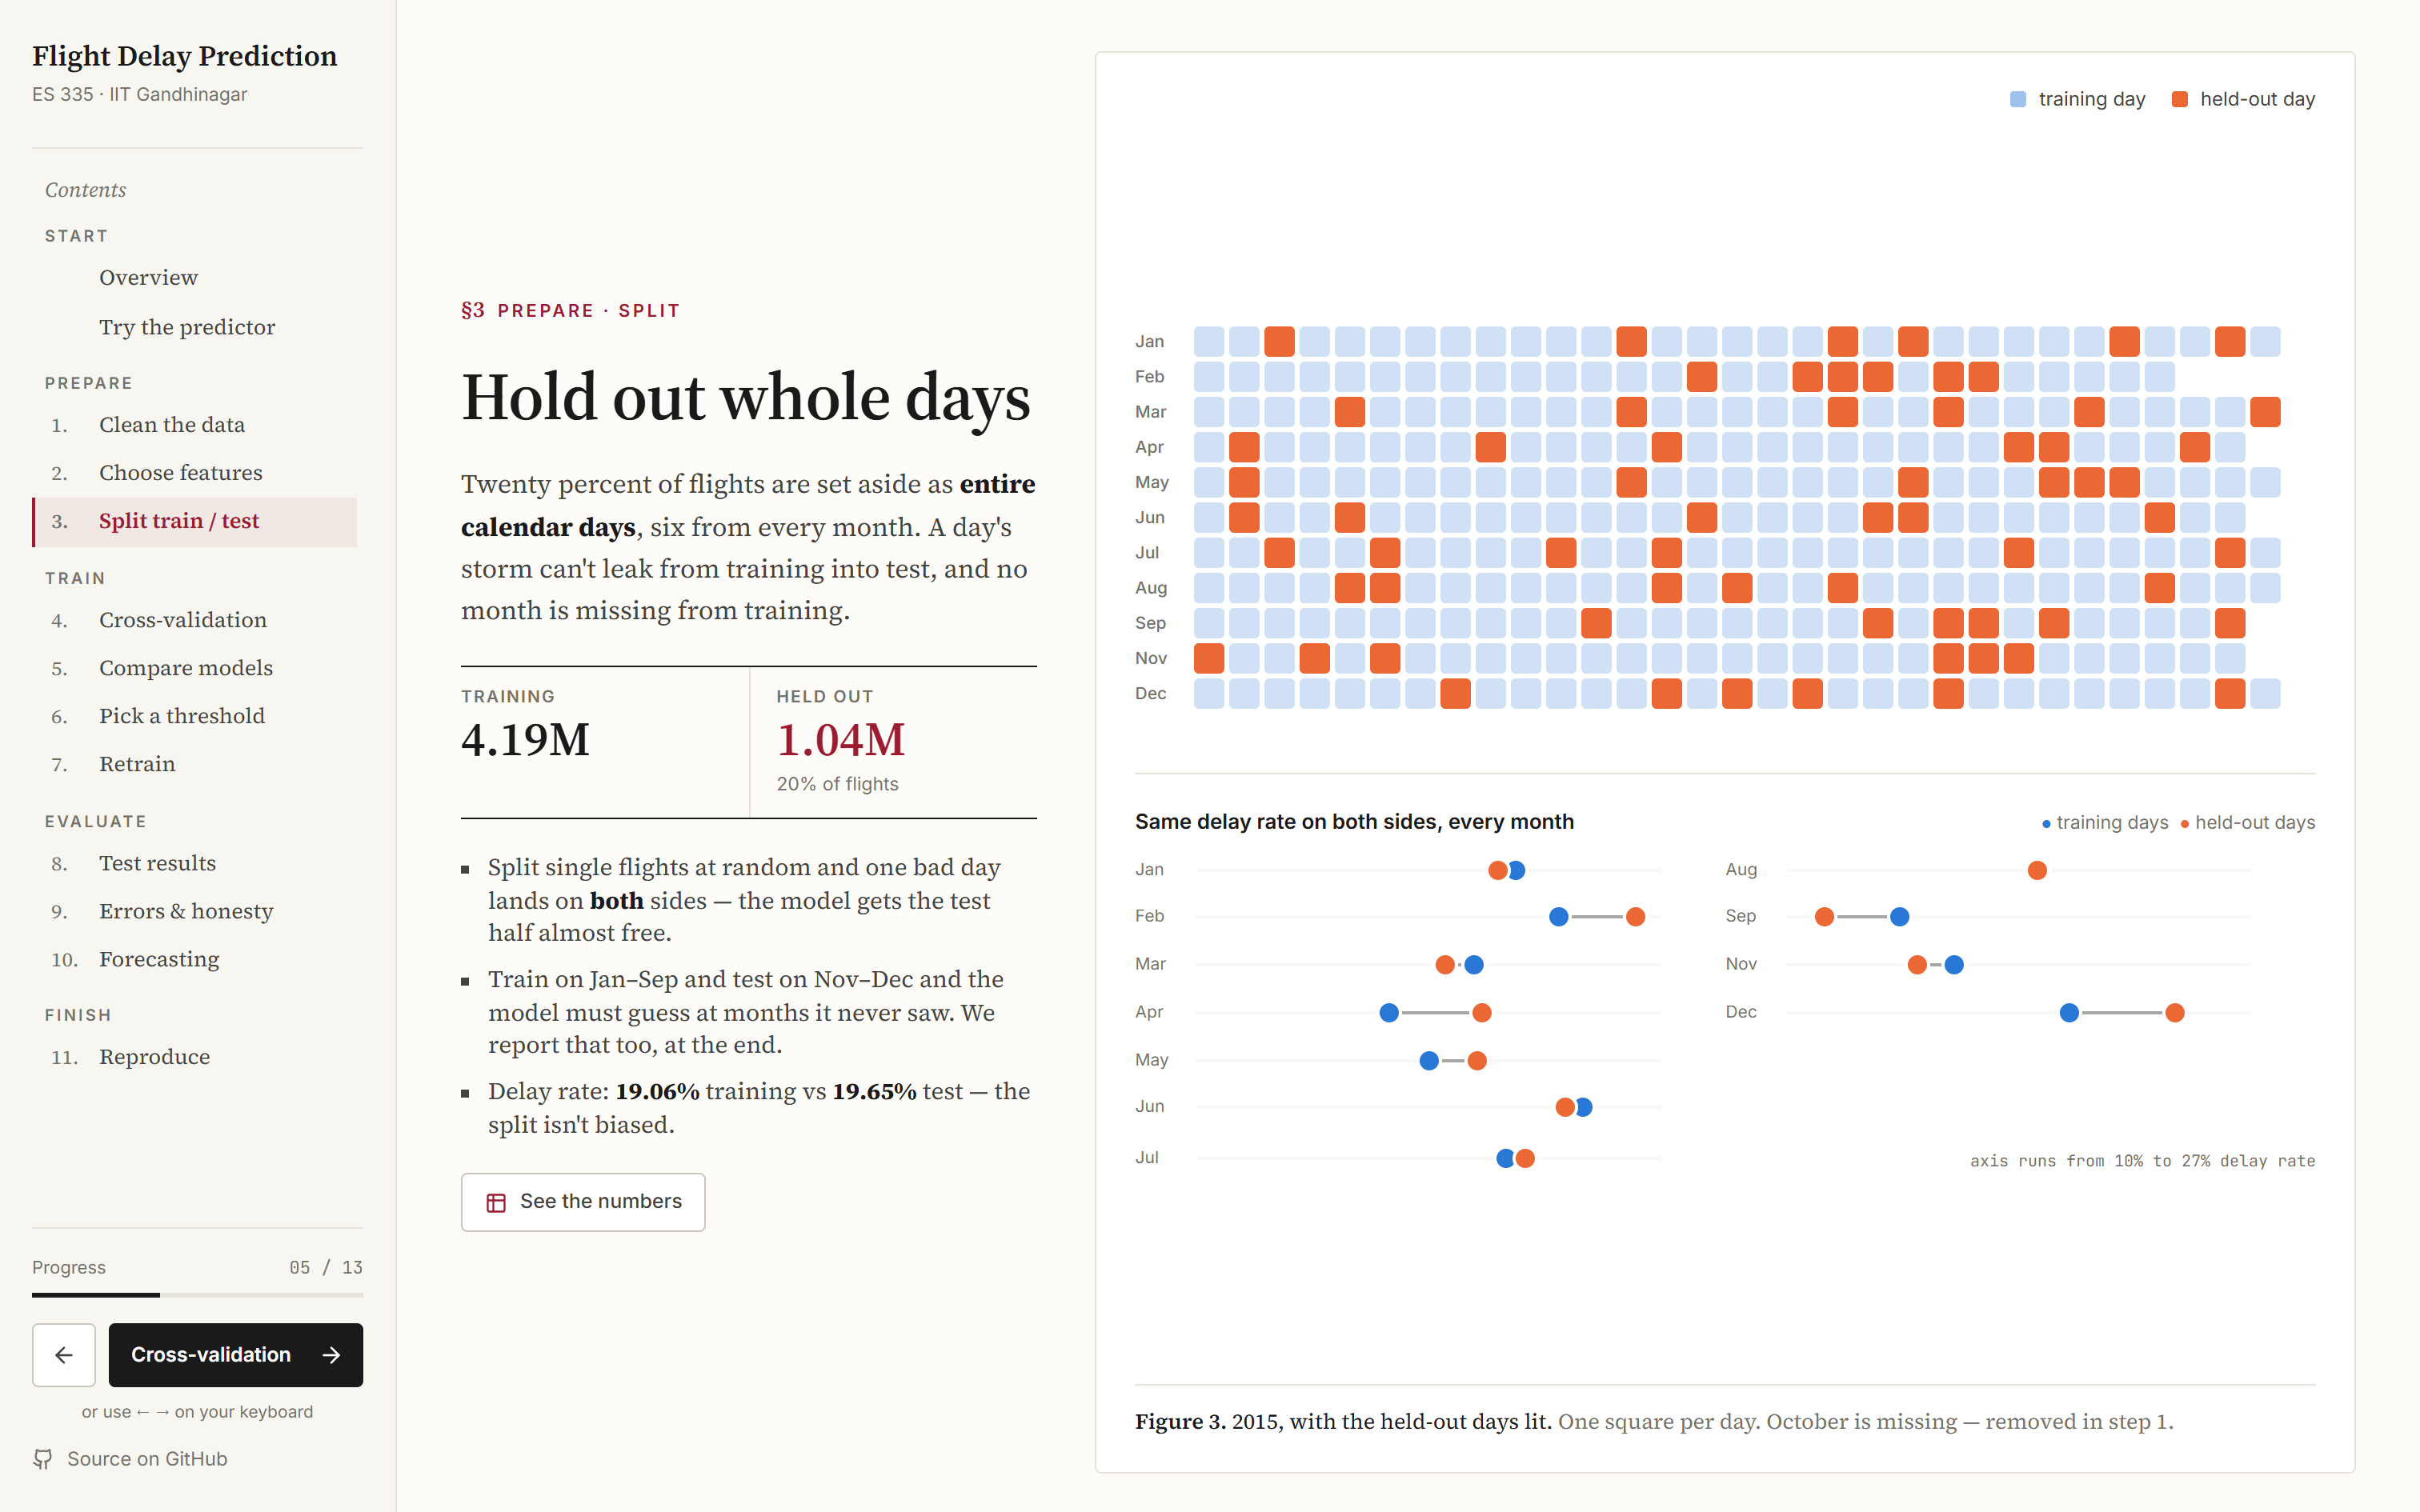 Flight Delay Prediction
ES 335 · IIT Gandhinagar
Contents
START
Overview
Try the predictor
PREPARE
1. Clean the data
2. Choose features
3. Split train / test
TRAIN
4. Cross-validation
5. Compare models
6. Pick a threshold
7. Retrain
EVALUATE
8. Test results
9. Errors & honesty
10. Forecasting
FINISH
11. Reproduce
Progress 05 / 13
← Cross-validation →
or use ← → on your keyboard
Source on GitHub
§3 PREPARE · SPLIT
Hold out whole days
Twenty percent of flights are set aside as entire
calendar days, six from every month. A day's
storm can't leak from training into test, and no
month is missing from training.
TRAINING
4.19M
HELD OUT
1.04M
20% of flights
▪ Split single flights at random and one bad day
lands on both sides — the model gets the test
half almost free.
▪ Train on Jan–Sep and test on Nov–Dec and the
model must guess at months it never saw. We
report that too, at the end.
▪ Delay rate: 19.06% training vs 19.65% test — the
split isn't biased.
See the numbers
training day held-out day
Jan
Feb
Mar
Apr
May
Jun
Jul
Aug
Sep
Nov
Dec
Same delay rate on both sides, every month
training days held-out days
Jan
Feb
Mar
Apr
May
Jun
Jul
Aug
Sep
Nov
Dec
axis runs from 10% to 27% delay rate
Figure 3. 2015, with the held-out days lit. One square per day. October is missing — removed in step 1.